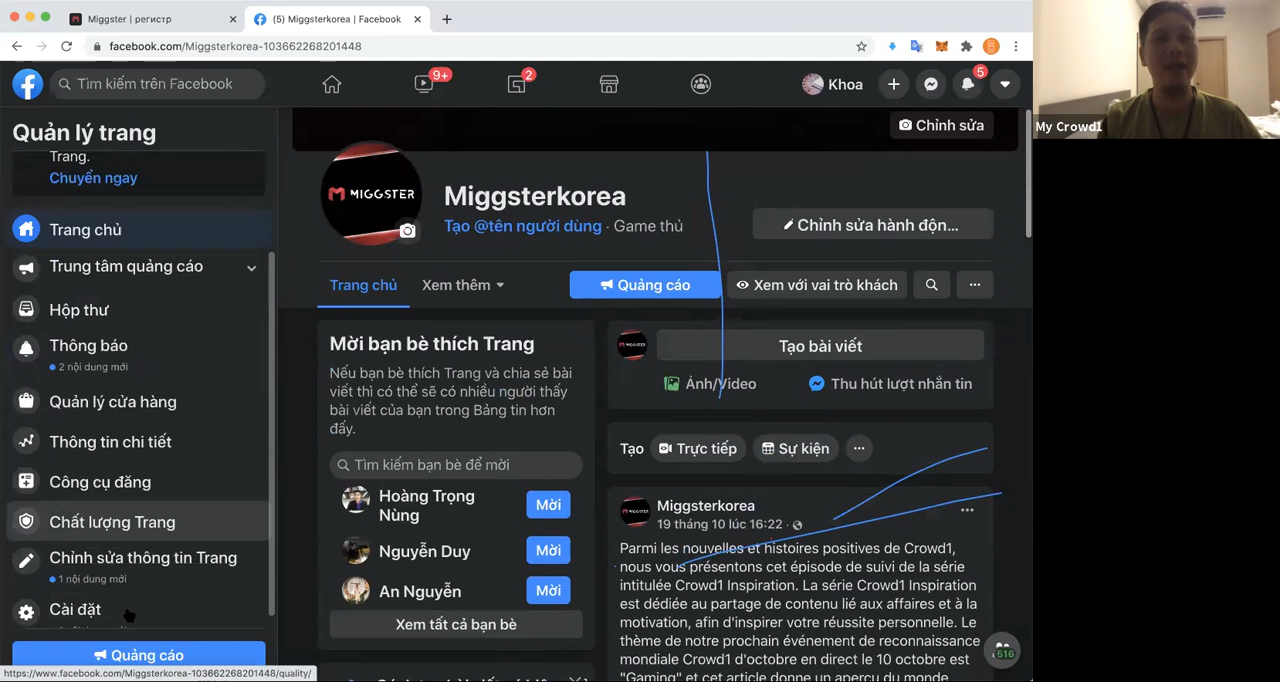 Miggster | регистр
(5) Miggsterkorea | Facebook
facebook.com/Miggsterkorea-103662268201448
Tìm kiếm trên Facebook
9+
2
Khoa
5
Quản lý trang
Trang.
Chuyển ngay
Trang chủ
Trung tâm quảng cáo
Hộp thư
Thông báo
2 nội dung mới
Quản lý cửa hàng
Thông tin chi tiết
Công cụ đăng
Chất lượng Trang
Chỉnh sửa thông tin Trang
1 nội dung mới
Cài đặt
Quảng cáo
https://www.facebook.com/Miggsterkorea-103662268201448/quality/
Chỉnh sửa
MIGGSTER
Miggsterkorea
Tạo @tên người dùng · Game thủ
Chỉnh sửa hành độn...
Trang chủ
Xem thêm
Quảng cáo
Xem với vai trò khách
Mời bạn bè thích Trang
Nếu bạn bè thích Trang và chia sẻ bài
viết thì có thể sẽ có nhiều người thấy
bài viết của bạn trong Bảng tin hơn
đấy.
Tìm kiếm bạn bè để mời
Hoàng Trọng
Nùng
Mời
Nguyễn Duy
Mời
An Nguyễn
Mời
Xem tất cả bạn bè
Tạo bài viết
Ảnh/Video
Thu hút lượt nhắn tin
Tạo
Trực tiếp
Sự kiện
Miggsterkorea
19 tháng 10 lúc 16:22
Parmi les nouvelles et histoires positives de Crowd1,
nous vous présentons cet épisode de suivi de la série
intitulée Crowd1 Inspiration. La série Crowd1 Inspiration
est dédiée au partage de contenu lié aux affaires et à la
motivation, afin d'inspirer votre réussite personnelle. Le
thème de notre prochain événement de reconnaissance
mondiale Crowd1 d'octobre en direct le 10 octobre est
"Gaming" et cet article donne un aperçu du monde
516
My Crowd1